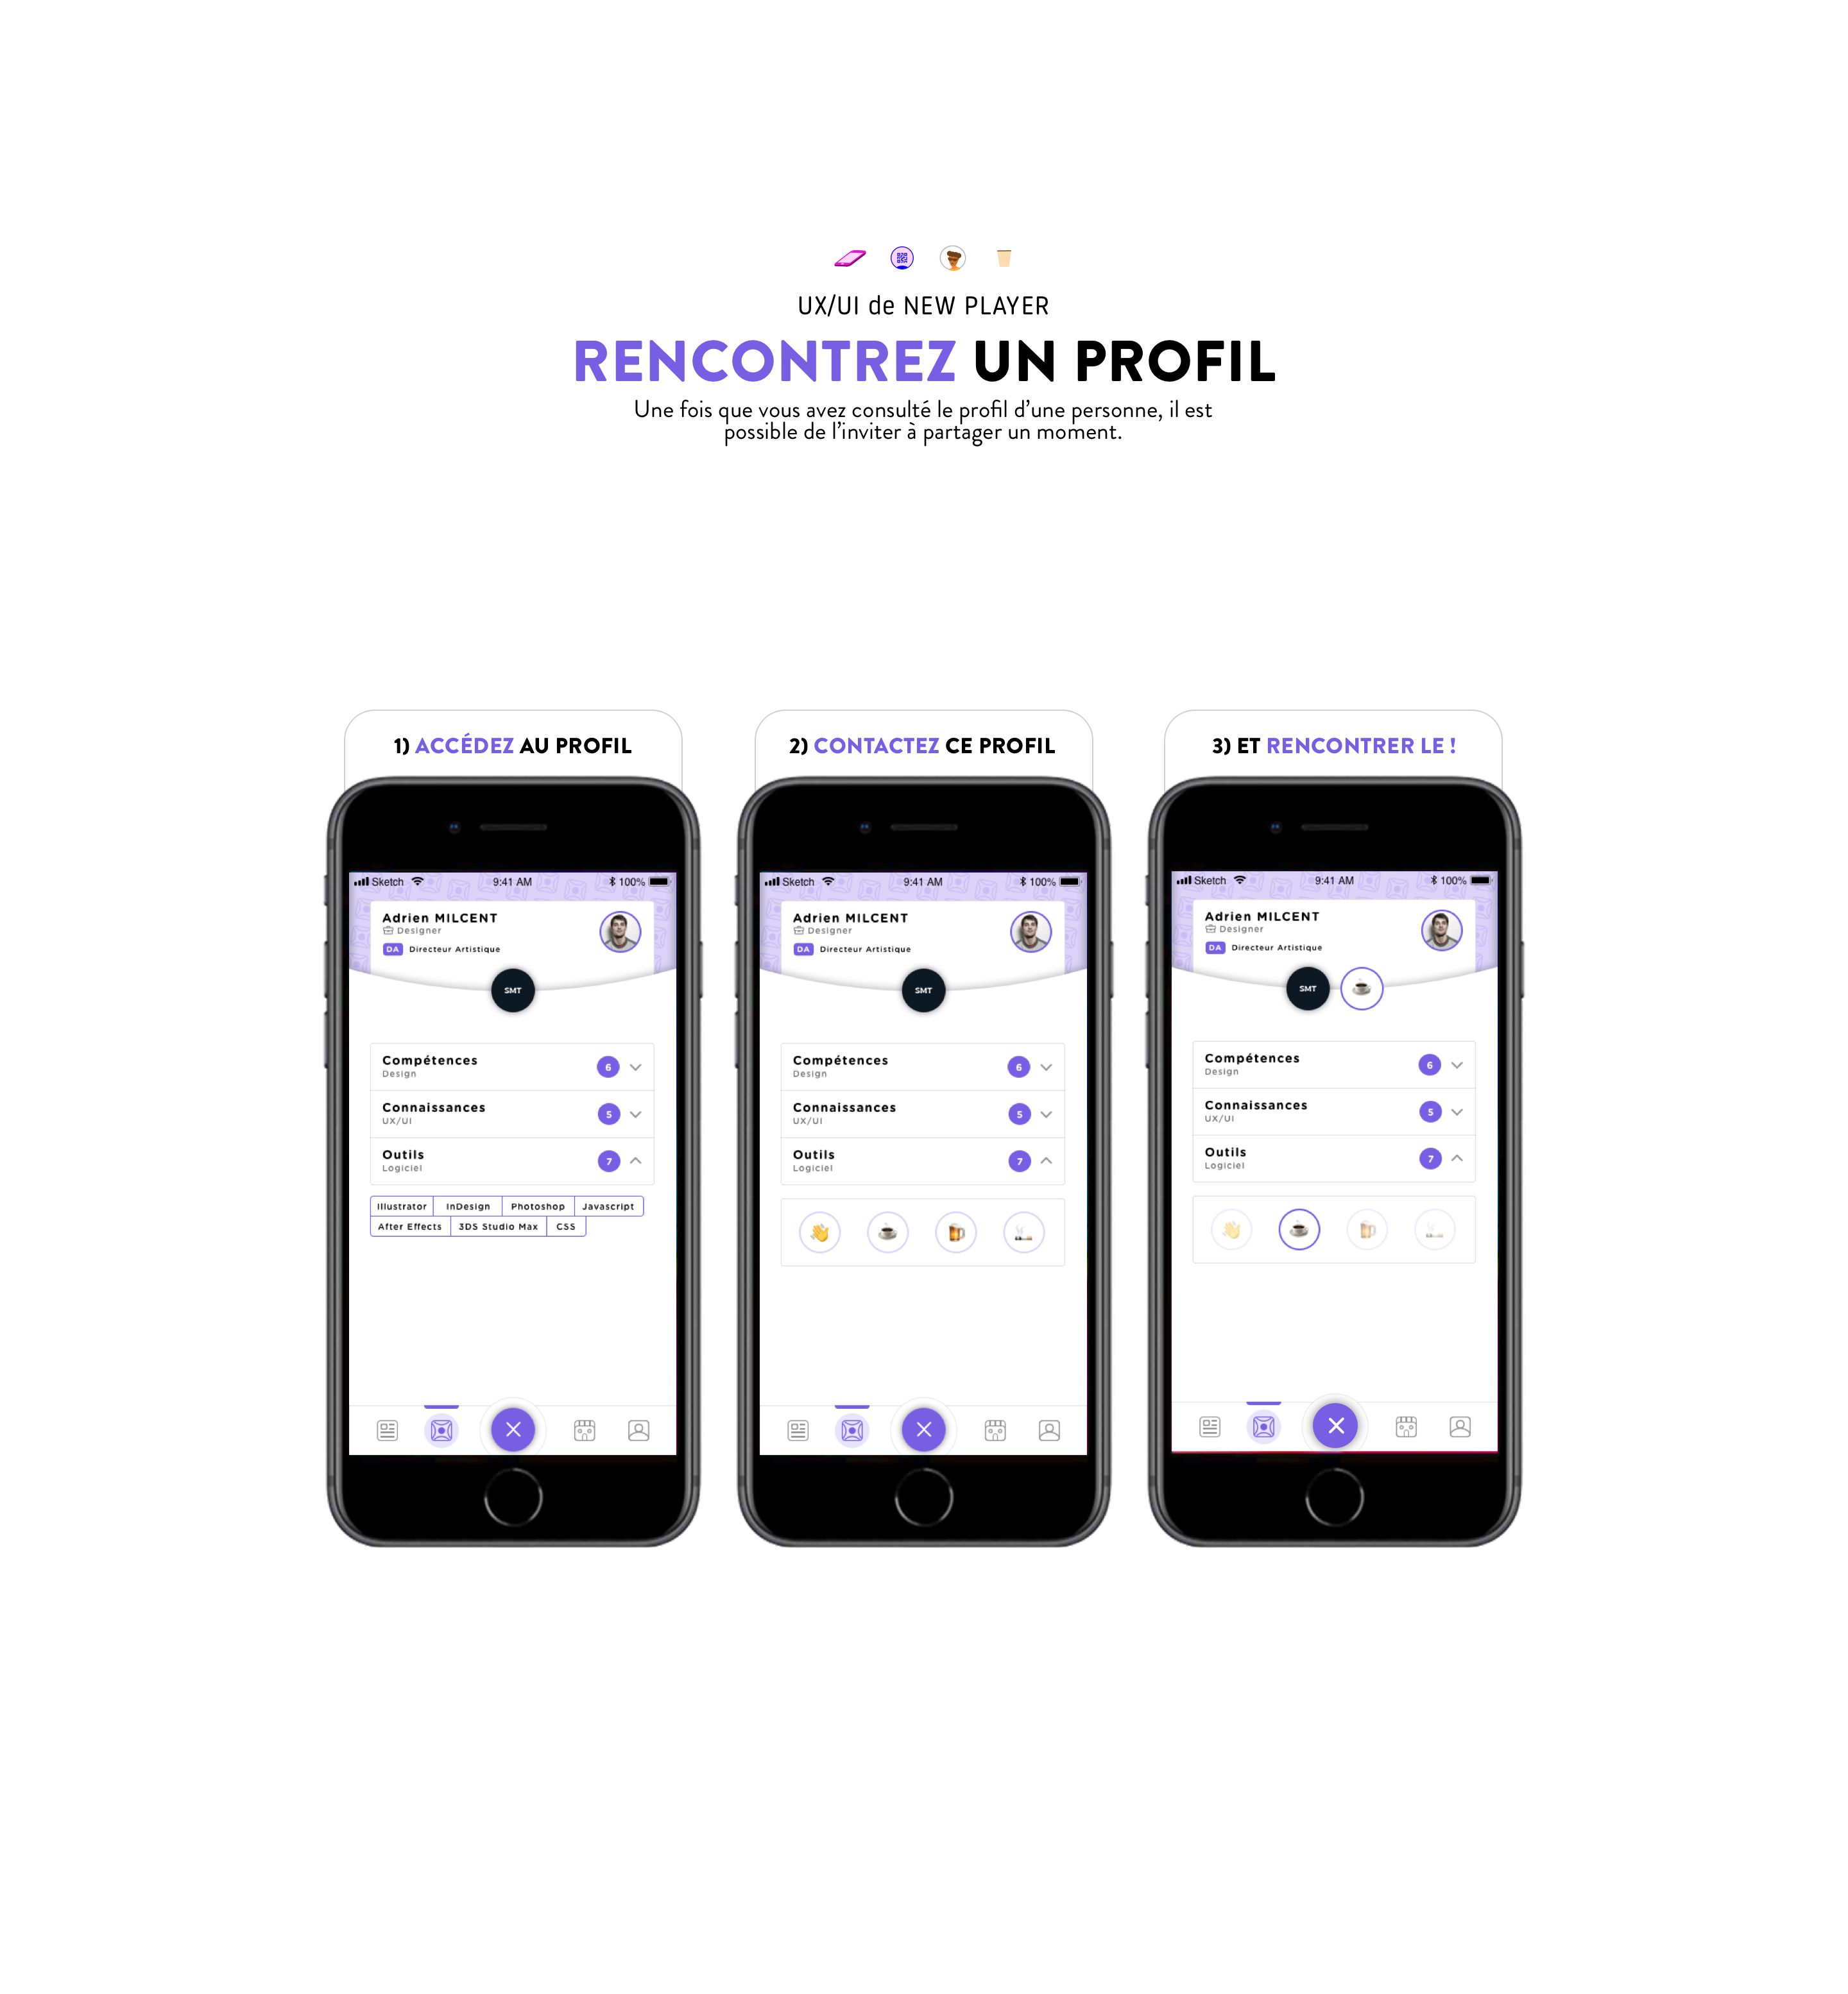 UX/UI de NEW PLAYER
RENCONTREZ UN PROFIL
Une fois que vous avez consulté le profil d’une personne, il est
possible de l’inviter à partager un moment.
1) ACCÉDEZ AU PROFIL
Sketch 9:41 AM 100%
Adrien MILCENT
Designer
DA Directeur Artistique
SMT
Compétences
Design
6
Connaissances
UX/UI
5
Outils
Logiciel
7
Illustrator InDesign Photoshop Javascript
After Effects 3DS Studio Max CSS
2) CONTACTEZ CE PROFIL
Sketch 9:41 AM 100%
Adrien MILCENT
Designer
DA Directeur Artistique
SMT
Compétences
Design
6
Connaissances
UX/UI
5
Outils
Logiciel
7
3) ET RENCONTRER LE !
Sketch 9:41 AM 100%
Adrien MILCENT
Designer
DA Directeur Artistique
SMT
Compétences
Design
6
Connaissances
UX/UI
5
Outils
Logiciel
7